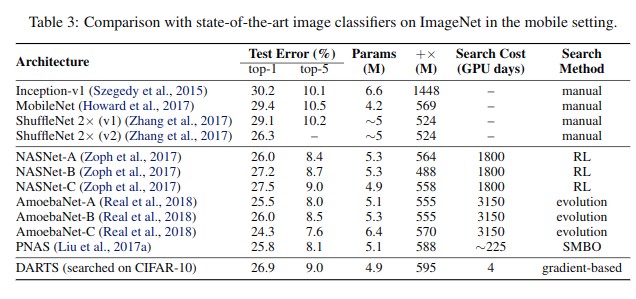 Table 3: Comparison with state-of-the-art image classifiers on ImageNet in the mobile setting.
Architecture Test Error (%) Params +× Search Cost Search
top-1 top-5 (M) (M) (GPU days) Method
Inception-v1 (Szegedy et al., 2015) 30.2 10.1 6.6 1448 – manual
MobileNet (Howard et al., 2017) 29.4 10.5 4.2 569 – manual
ShuffleNet 2× (v1) (Zhang et al., 2017) 29.1 10.2 ∼5 524 – manual
ShuffleNet 2× (v2) (Zhang et al., 2017) 26.3 – ∼5 524 – manual
NASNet-A (Zoph et al., 2017) 26.0 8.4 5.3 564 1800 RL
NASNet-B (Zoph et al., 2017) 27.2 8.7 5.3 488 1800 RL
NASNet-C (Zoph et al., 2017) 27.5 9.0 4.9 558 1800 RL
AmoebaNet-A (Real et al., 2018) 25.5 8.0 5.1 555 3150 evolution
AmoebaNet-B (Real et al., 2018) 26.0 8.5 5.3 555 3150 evolution
AmoebaNet-C (Real et al., 2018) 24.3 7.6 6.4 570 3150 evolution
PNAS (Liu et al., 2017a) 25.8 8.1 5.1 588 ∼225 SMBO
DARTS (searched on CIFAR-10) 26.9 9.0 4.9 595 4 gradient-based